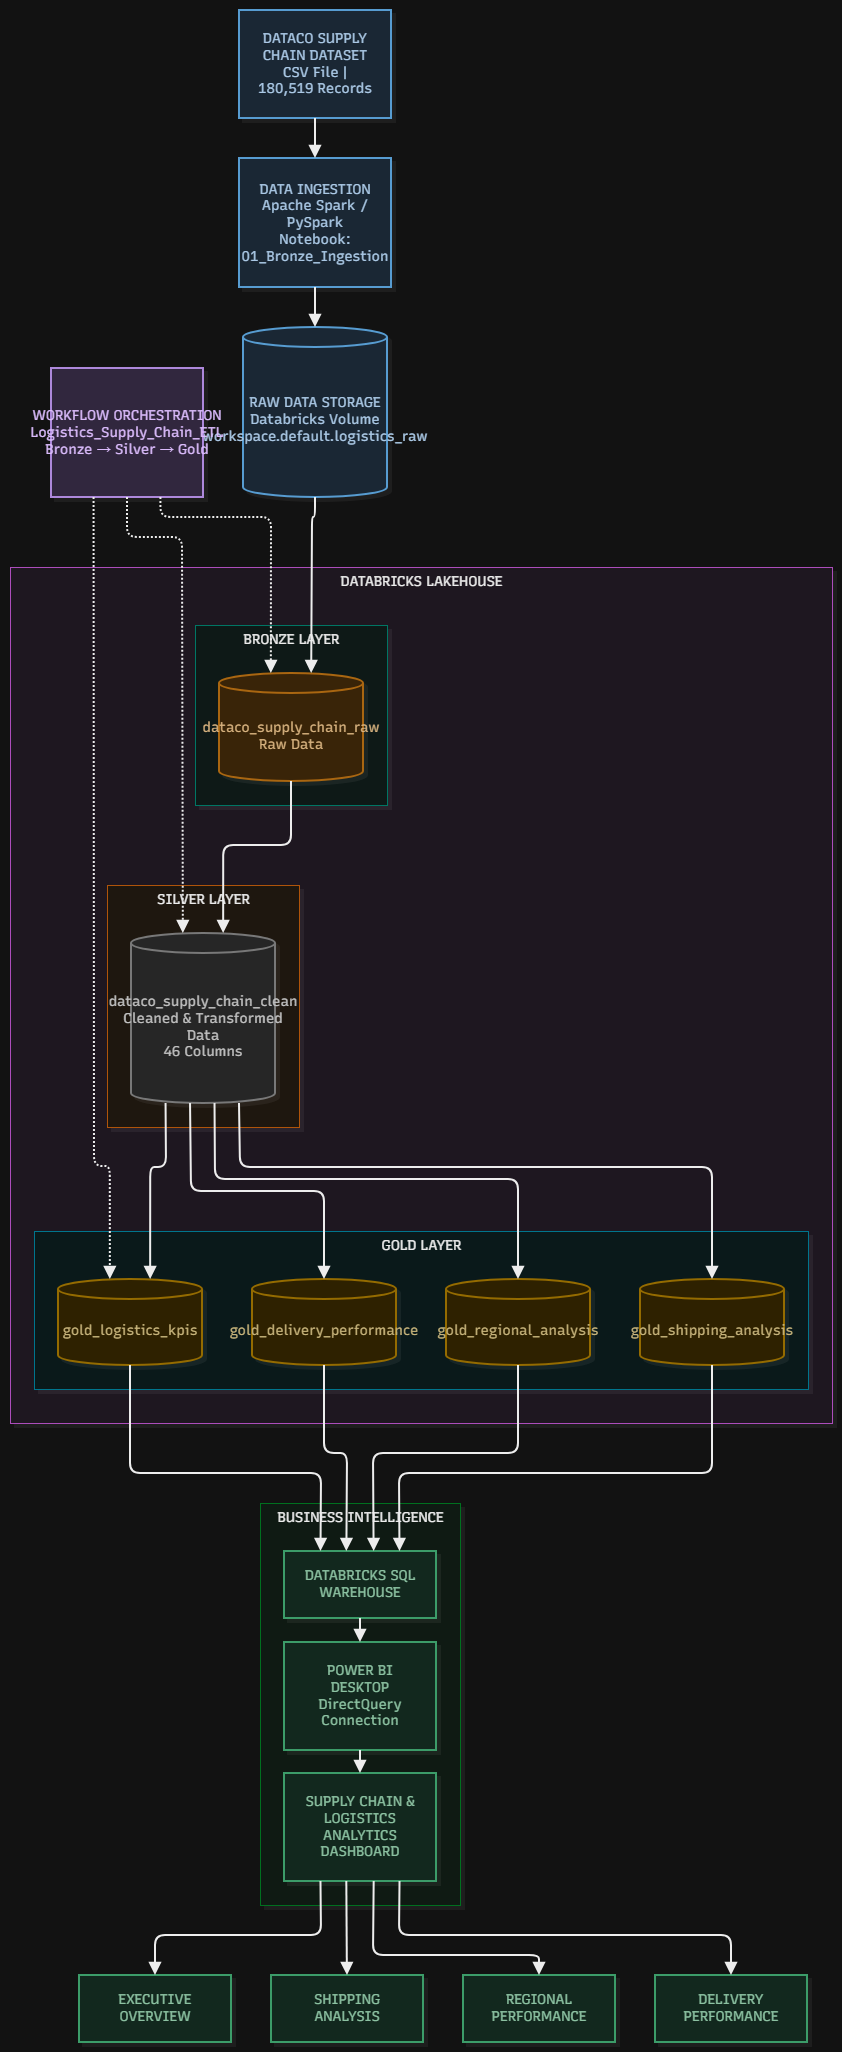 DATACO SUPPLY
CHAIN DATASET
CSV File |
180,519 Records
DATA INGESTION
Apache Spark /
PySpark
Notebook:
01_Bronze_Ingestion
RAW DATA STORAGE
Databricks Volume
workspace.default.logistics_raw
WORKFLOW ORCHESTRATION
Logistics_Supply_Chain_ETL
Bronze → Silver → Gold
DATABRICKS LAKEHOUSE
BRONZE LAYER
dataco_supply_chain_raw
Raw Data
SILVER LAYER
dataco_supply_chain_clean
Cleaned & Transformed
Data
46 Columns
GOLD LAYER
gold_logistics_kpis
gold_delivery_performance
gold_regional_analysis
gold_shipping_analysis
BUSINESS INTELLIGENCE
DATABRICKS SQL
WAREHOUSE
POWER BI
DESKTOP
DirectQuery
Connection
SUPPLY CHAIN &
LOGISTICS
ANALYTICS
DASHBOARD
EXECUTIVE
OVERVIEW
SHIPPING
ANALYSIS
REGIONAL
PERFORMANCE
DELIVERY
PERFORMANCE